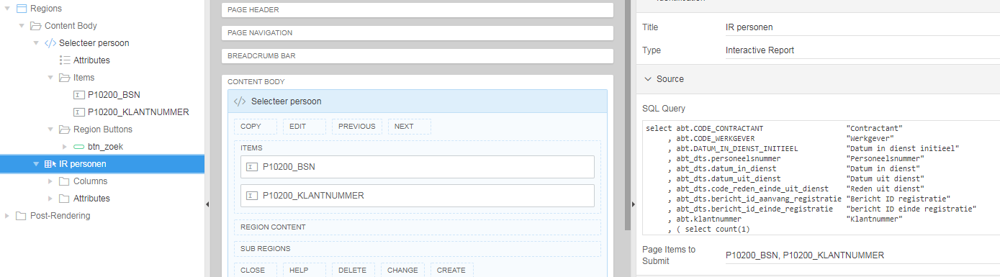 Regions
Content Body
Selecteer persoon
Attributes
Items
P10200_BSN
P10200_KLANTNUMMER
Region Buttons
btn_zoek
IR personen
Columns
Attributes
Post-Rendering
PAGE HEADER
PAGE NAVIGATION
BREADCRUMB BAR
CONTENT BODY
Selecteer persoon
COPY EDIT PREVIOUS NEXT
ITEMS
P10200_BSN
P10200_KLANTNUMMER
REGION CONTENT
SUB REGIONS
CLOSE HELP DELETE CHANGE CREATE
Title IR personen
Type Interactive Report
Source
SQL Query
select abt.CODE_CONTRACTANT "Contractant"
, abt.CODE_WERKGEVER "Werkgever"
, abt.DATUM_IN_DIENST_INITIEEL "Datum in dienst initieel"
, abt_dts.personeelsnummer "Personeelsnummer"
, abt_dts.datum_in_dienst "Datum in dienst"
, abt_dts.datum_uit_dienst "Datum uit dienst"
, abt_dts.code_reden_einde_uit_dienst "Reden uit dienst"
, abt_dts.bericht_id_aanvang_registratie "Bericht ID registratie"
, abt_dts.bericht_id_einde_registratie "bericht ID einde registratie"
, abt.klantnummer "Klantnummer"
, ( select count(1)
Page Items to
Submit P10200_BSN, P10200_KLANTNUMMER